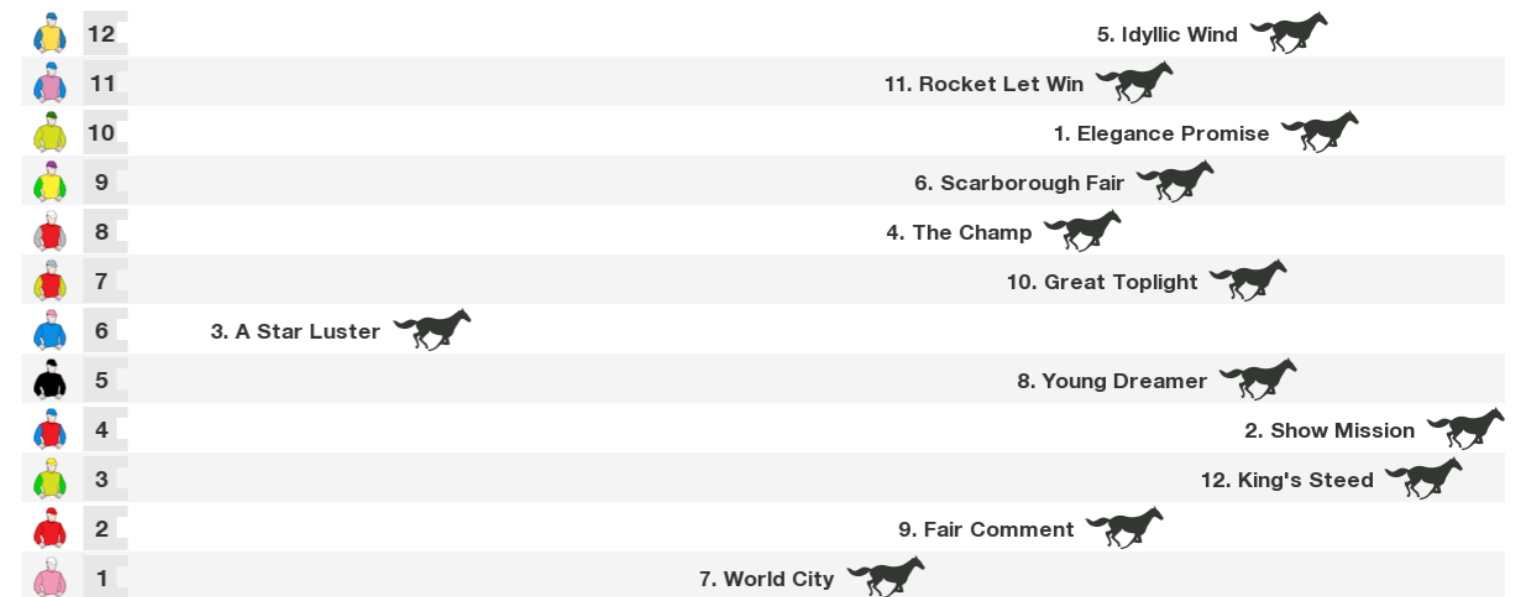 12 5. Idyllic Wind
11 11. Rocket Let Win
10 1. Elegance Promise
9 6. Scarborough Fair
8 4. The Champ
7 10. Great Toplight
6 3. A Star Luster
5 8. Young Dreamer
4 2. Show Mission
3 12. King's Steed
2 9. Fair Comment
1 7. World City